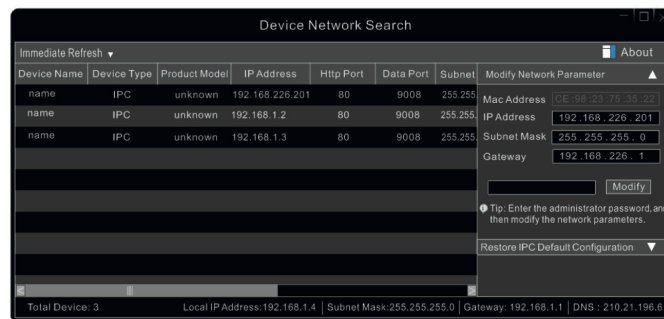 Device Network Search
Immediate Refresh ▼ About
Device Name Device Type Product Model IP Address Http Port Data Port Subnet Modify Network Parameter ▲
name IPC unknown 192.168.226.201 80 9008 255.255
name IPC unknown 192.168.1.2 80 9008 255.255.
name IPC unknown 192.168.1.3 80 9008 255.255.
Mac Address CE :98 :23 :75 :35 :22
IP Address 192 .168 .226 .201
Subnet Mask 255 .255 .255 . 0
Gateway 192 .168 .226 . 1
Modify
Tip: Enter the administrator password, and
then modify the network parameters.
Restore IPC Default Configuration ▼
Total Device: 3 Local IP Address:192.168.1.4 Subnet Mask:255.255.255.0 Gateway: 192.168.1.1 DNS : 210.21.196.6